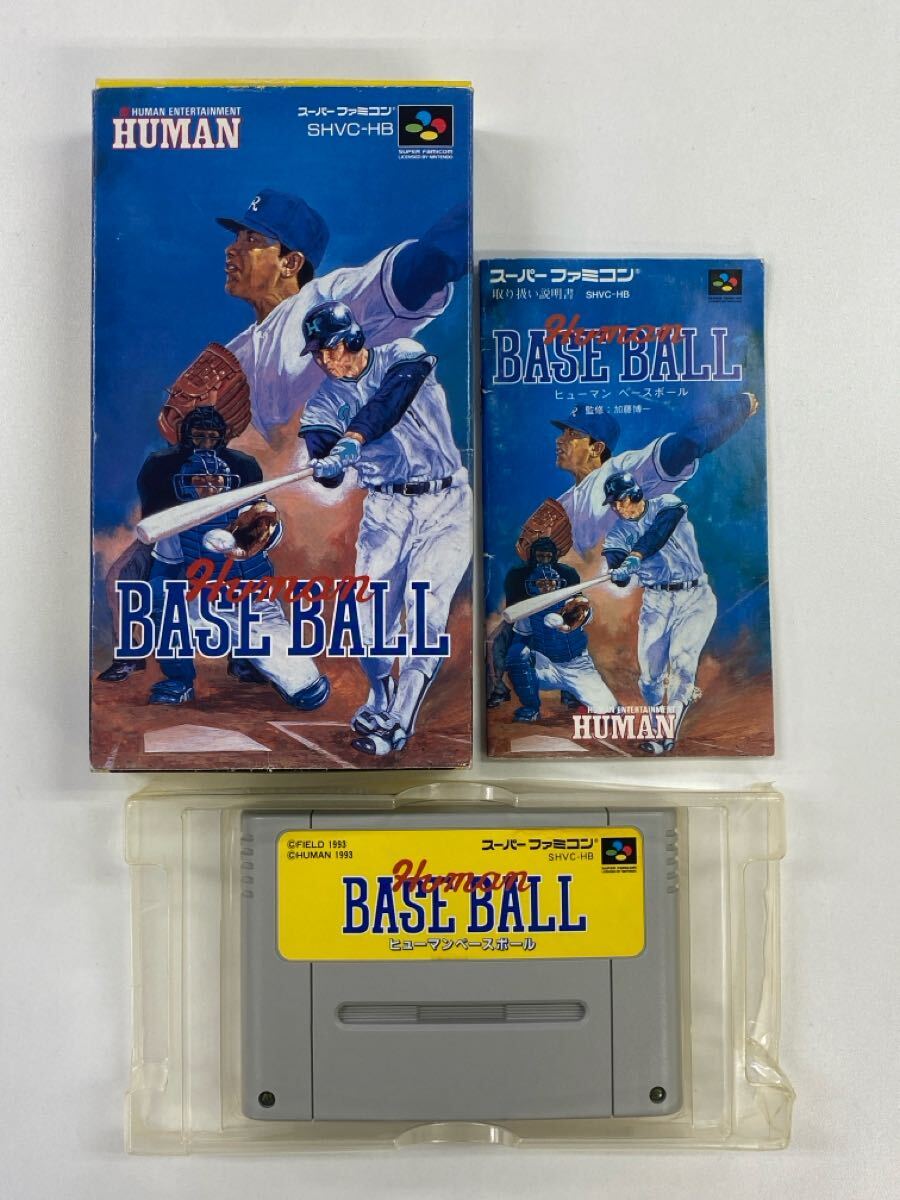 HUMAN ENTERTAINMENT
HUMAN
スーパーファミコン
SHVC-HB
SUPER FAMICOM
LICENSED BY NINTENDO
R
H
Human
BASE BALL
スーパーファミコン
取り扱い説明書 SHVC-HB
Human
BASE BALL
ヒューマン ベースボール
監修：加藤博一
R
HUMAN ENTERTAINMENT
HUMAN
©FIELD 1993
©HUMAN 1993
スーパーファミコン
SHVC-HB
Human
BASE BALL
ヒューマンベースボール